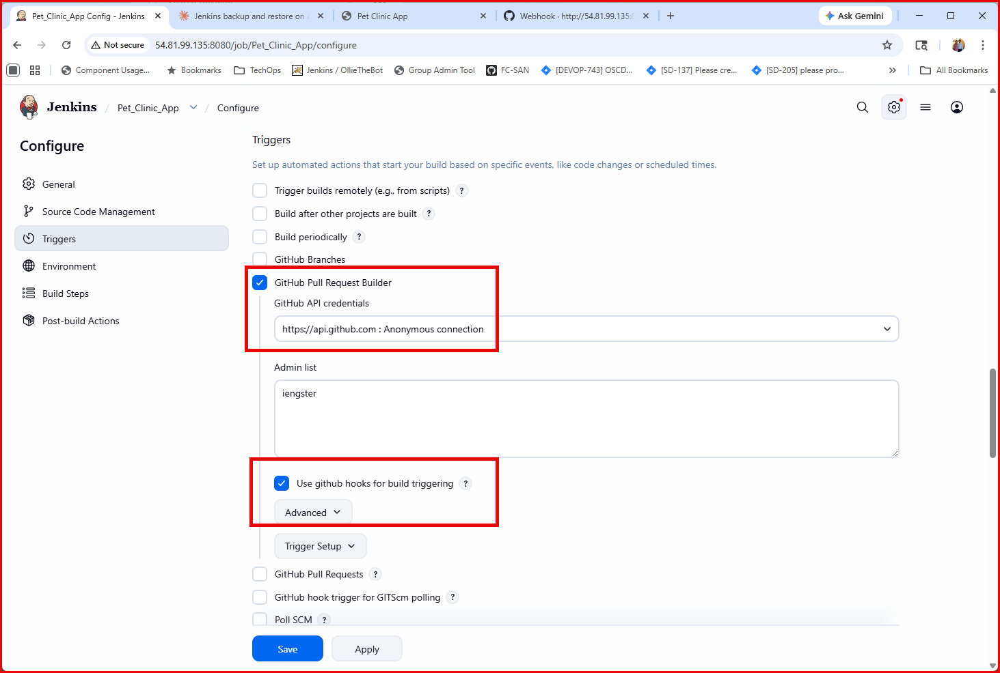 Pet_Clinic_App Config - Jenkins
Jenkins backup and restore on
Pet Clinic App
Webhook · http://54.81.99.135:8
Ask Gemini
Not secure
54.81.99.135:8080/job/Pet_Clinic_App/configure
Component Usage...
Bookmarks
TechOps
Jenkins / OllieTheBot
Group Admin Tool
FC-SAN
[DEVOP-743] OSCD...
[SD-137] Please cre...
[SD-205] please pro...
»
All Bookmarks
Jenkins / Pet_Clinic_App / Configure
Configure
General
Source Code Management
Triggers
Environment
Build Steps
Post-build Actions
Triggers
Set up automated actions that start your build based on specific events, like code changes or scheduled times.
Trigger builds remotely (e.g., from scripts) ?
Build after other projects are built ?
Build periodically ?
GitHub Branches
GitHub Pull Request Builder
GitHub API credentials
https://api.github.com : Anonymous connection
Admin list
iengster
Use github hooks for build triggering ?
Advanced
Trigger Setup
GitHub Pull Requests ?
GitHub hook trigger for GITScm polling ?
Poll SCM ?
Save
Apply